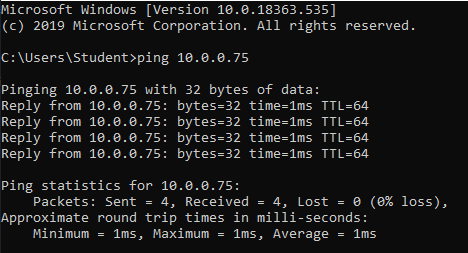 Microsoft Windows [Version 10.0.18363.535]
(c) 2019 Microsoft Corporation. All rights reserved.
C:\Users\Student>ping 10.0.0.75
Pinging 10.0.0.75 with 32 bytes of data:
Reply from 10.0.0.75: bytes=32 time=1ms TTL=64
Reply from 10.0.0.75: bytes=32 time=1ms TTL=64
Reply from 10.0.0.75: bytes=32 time=1ms TTL=64
Reply from 10.0.0.75: bytes=32 time=1ms TTL=64
Ping statistics for 10.0.0.75:
Packets: Sent = 4, Received = 4, Lost = 0 (0% loss),
Approximate round trip times in milli-seconds:
Minimum = 1ms, Maximum = 1ms, Average = 1ms